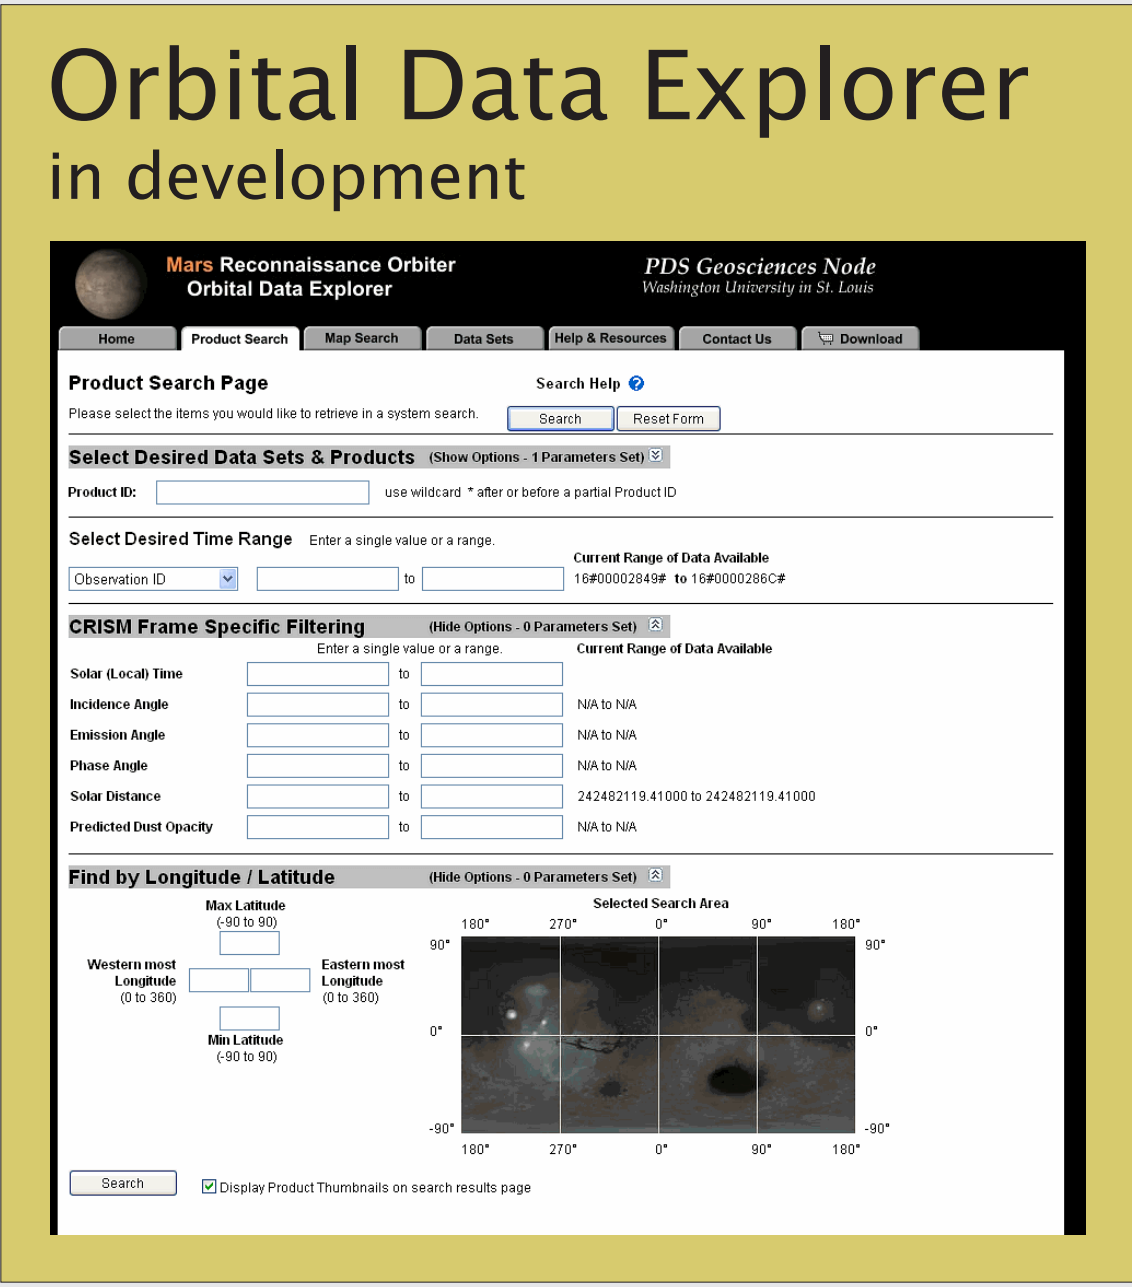 Orbital Data Explorer
in development
Mars Reconnaissance Orbiter
Orbital Data Explorer
PDS Geosciences Node
Washington University in St. Louis
Home Product Search Map Search Data Sets Help & Resources Contact Us Download
Product Search Page Search Help ?
Please select the items you would like to retrieve in a system search. Search Reset Form
Select Desired Data Sets & Products (Show Options - 1 Parameters Set)
Product ID: use wildcard * after or before a partial Product ID
Select Desired Time Range Enter a single value or a range.
Current Range of Data Available
Observation ID to 16#00002849# to 16#0000286C#
CRISM Frame Specific Filtering (Hide Options - 0 Parameters Set)
Enter a single value or a range. Current Range of Data Available
Solar (Local) Time to
Incidence Angle to N/A to N/A
Emission Angle to N/A to N/A
Phase Angle to N/A to N/A
Solar Distance to 242482119.41000 to 242482119.41000
Predicted Dust Opacity to N/A to N/A
Find by Longitude / Latitude (Hide Options - 0 Parameters Set)
Max Latitude
(-90 to 90)
Western most
Longitude
(0 to 360)
Eastern most
Longitude
(0 to 360)
Min Latitude
(-90 to 90)
Selected Search Area
180° 270° 0° 90° 180°
90° 90°
0° 0°
-90° -90°
180° 270° 0° 90° 180°
Search Display Product Thumbnails on search results page